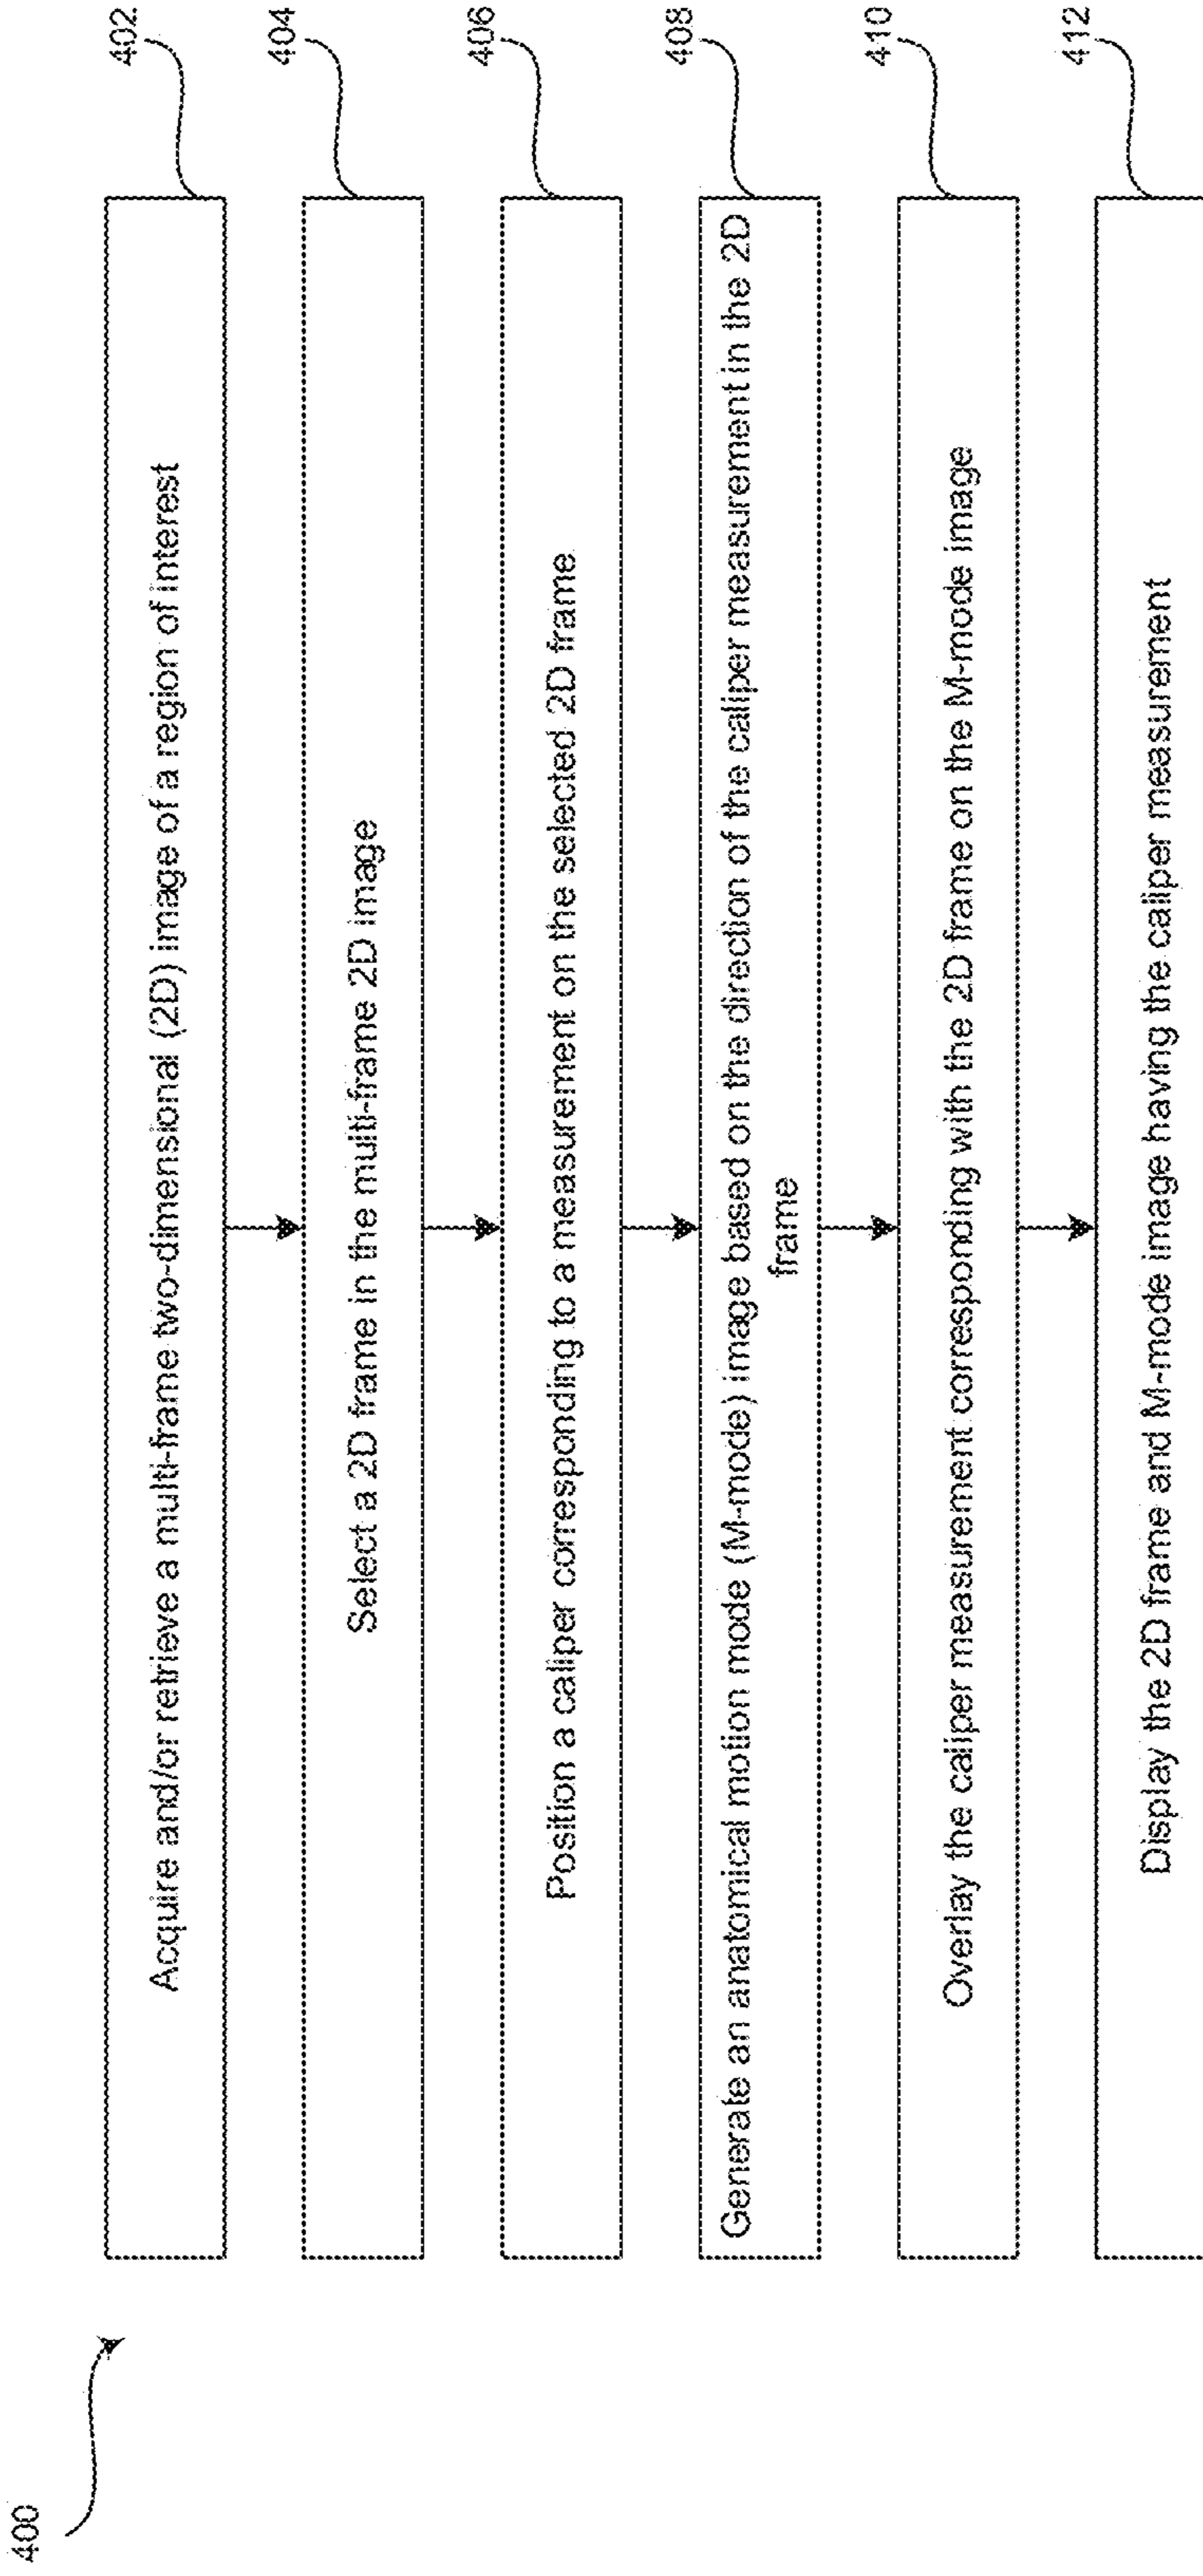 400
402
Acquire and/or retrieve a multi-frame two-dimensional (2D) image of a region of interest
404
Select a 2D frame in the multi-frame 2D image
406
Position a caliper corresponding to a measurement on the selected 2D frame
408
Generate an anatomical motion mode (M-mode) image based on the direction of the caliper measurement in the 2D
frame
410
Overlay the caliper measurement corresponding with the 2D frame on the M-mode image
412
Display the 2D frame and M-mode image having the caliper measurement